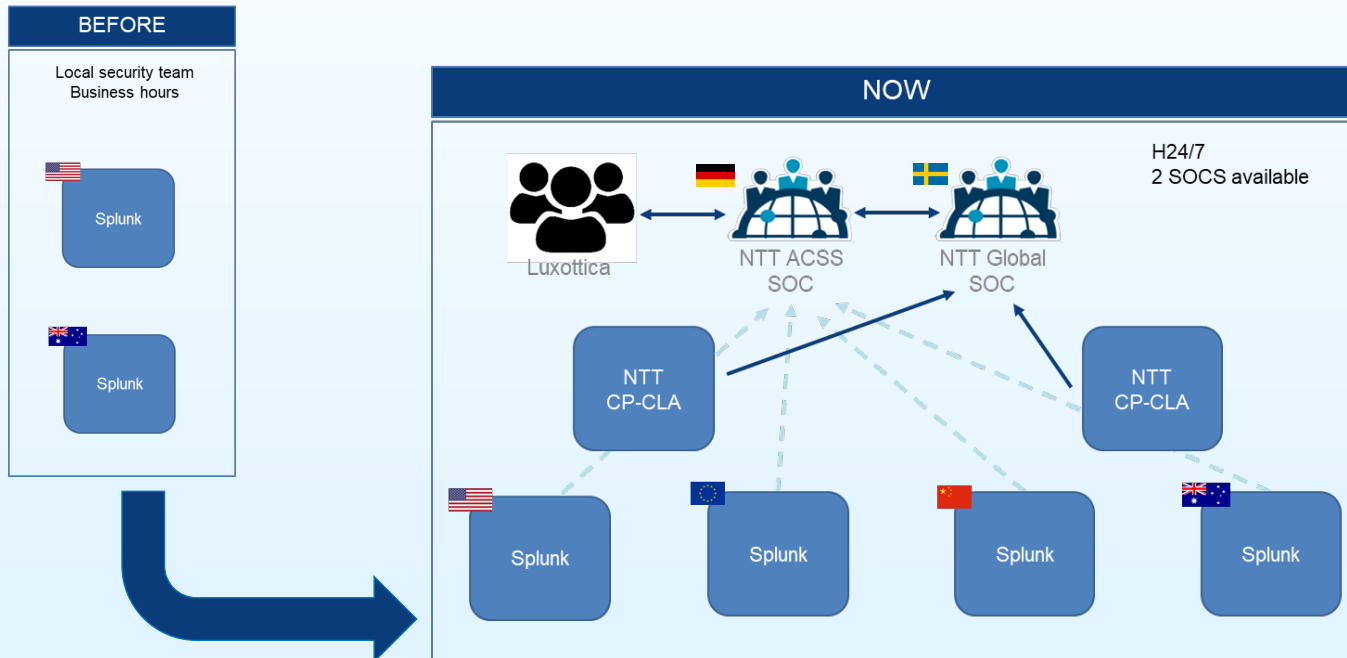 BEFORE
Local security team
Business hours
Splunk
Splunk
NOW
H24/7
2 SOCS available
Luxottica
NTT ACSS
SOC
NTT Global
SOC
NTT
CP-CLA
NTT
CP-CLA
Splunk
Splunk
Splunk
Splunk